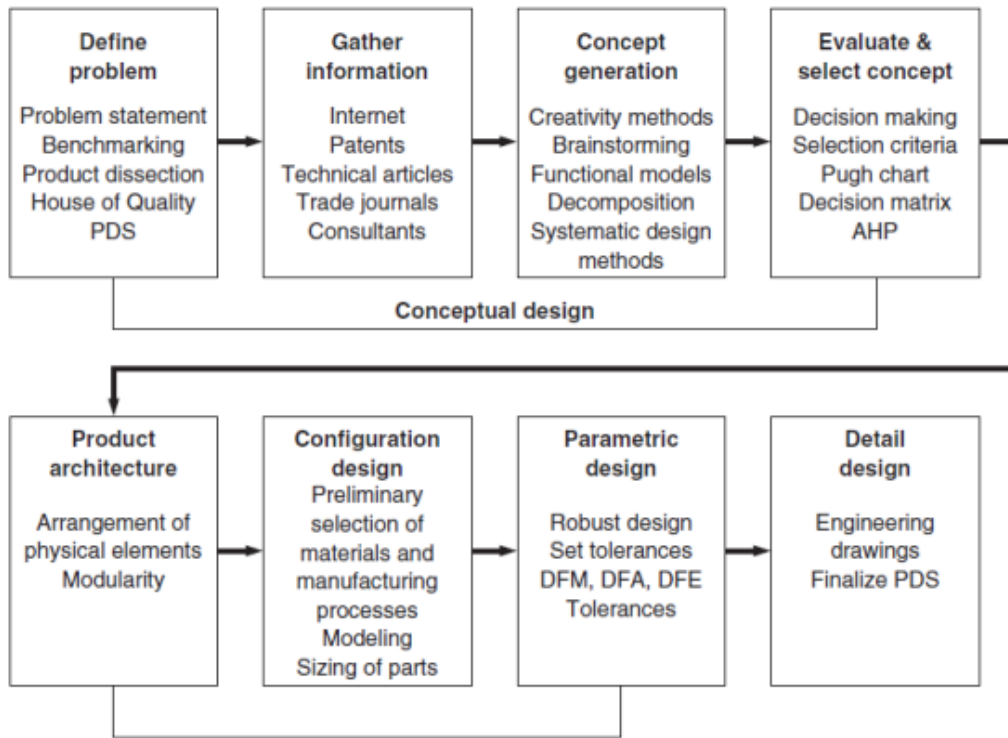 Define
problem
Problem statement
Benchmarking
Product dissection
House of Quality
PDS
Gather
information
Internet
Patents
Technical articles
Trade journals
Consultants
Concept
generation
Creativity methods
Brainstorming
Functional models
Decomposition
Systematic design
methods
Evaluate &
select concept
Decision making
Selection criteria
Pugh chart
Decision matrix
AHP
Conceptual design
Product
architecture
Arrangement of
physical elements
Modularity
Configuration
design
Preliminary
selection of
materials and
manufacturing
processes
Modeling
Sizing of parts
Parametric
design
Robust design
Set tolerances
DFM, DFA, DFE
Tolerances
Detail
design
Engineering
drawings
Finalize PDS